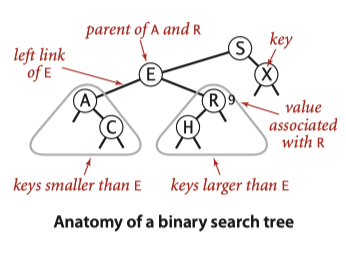 parent of A and R
S
key
left link
of E
E
X
A
R
9
value
associated
with R
C
H
keys smaller than E
keys larger than E
Anatomy of a binary search tree